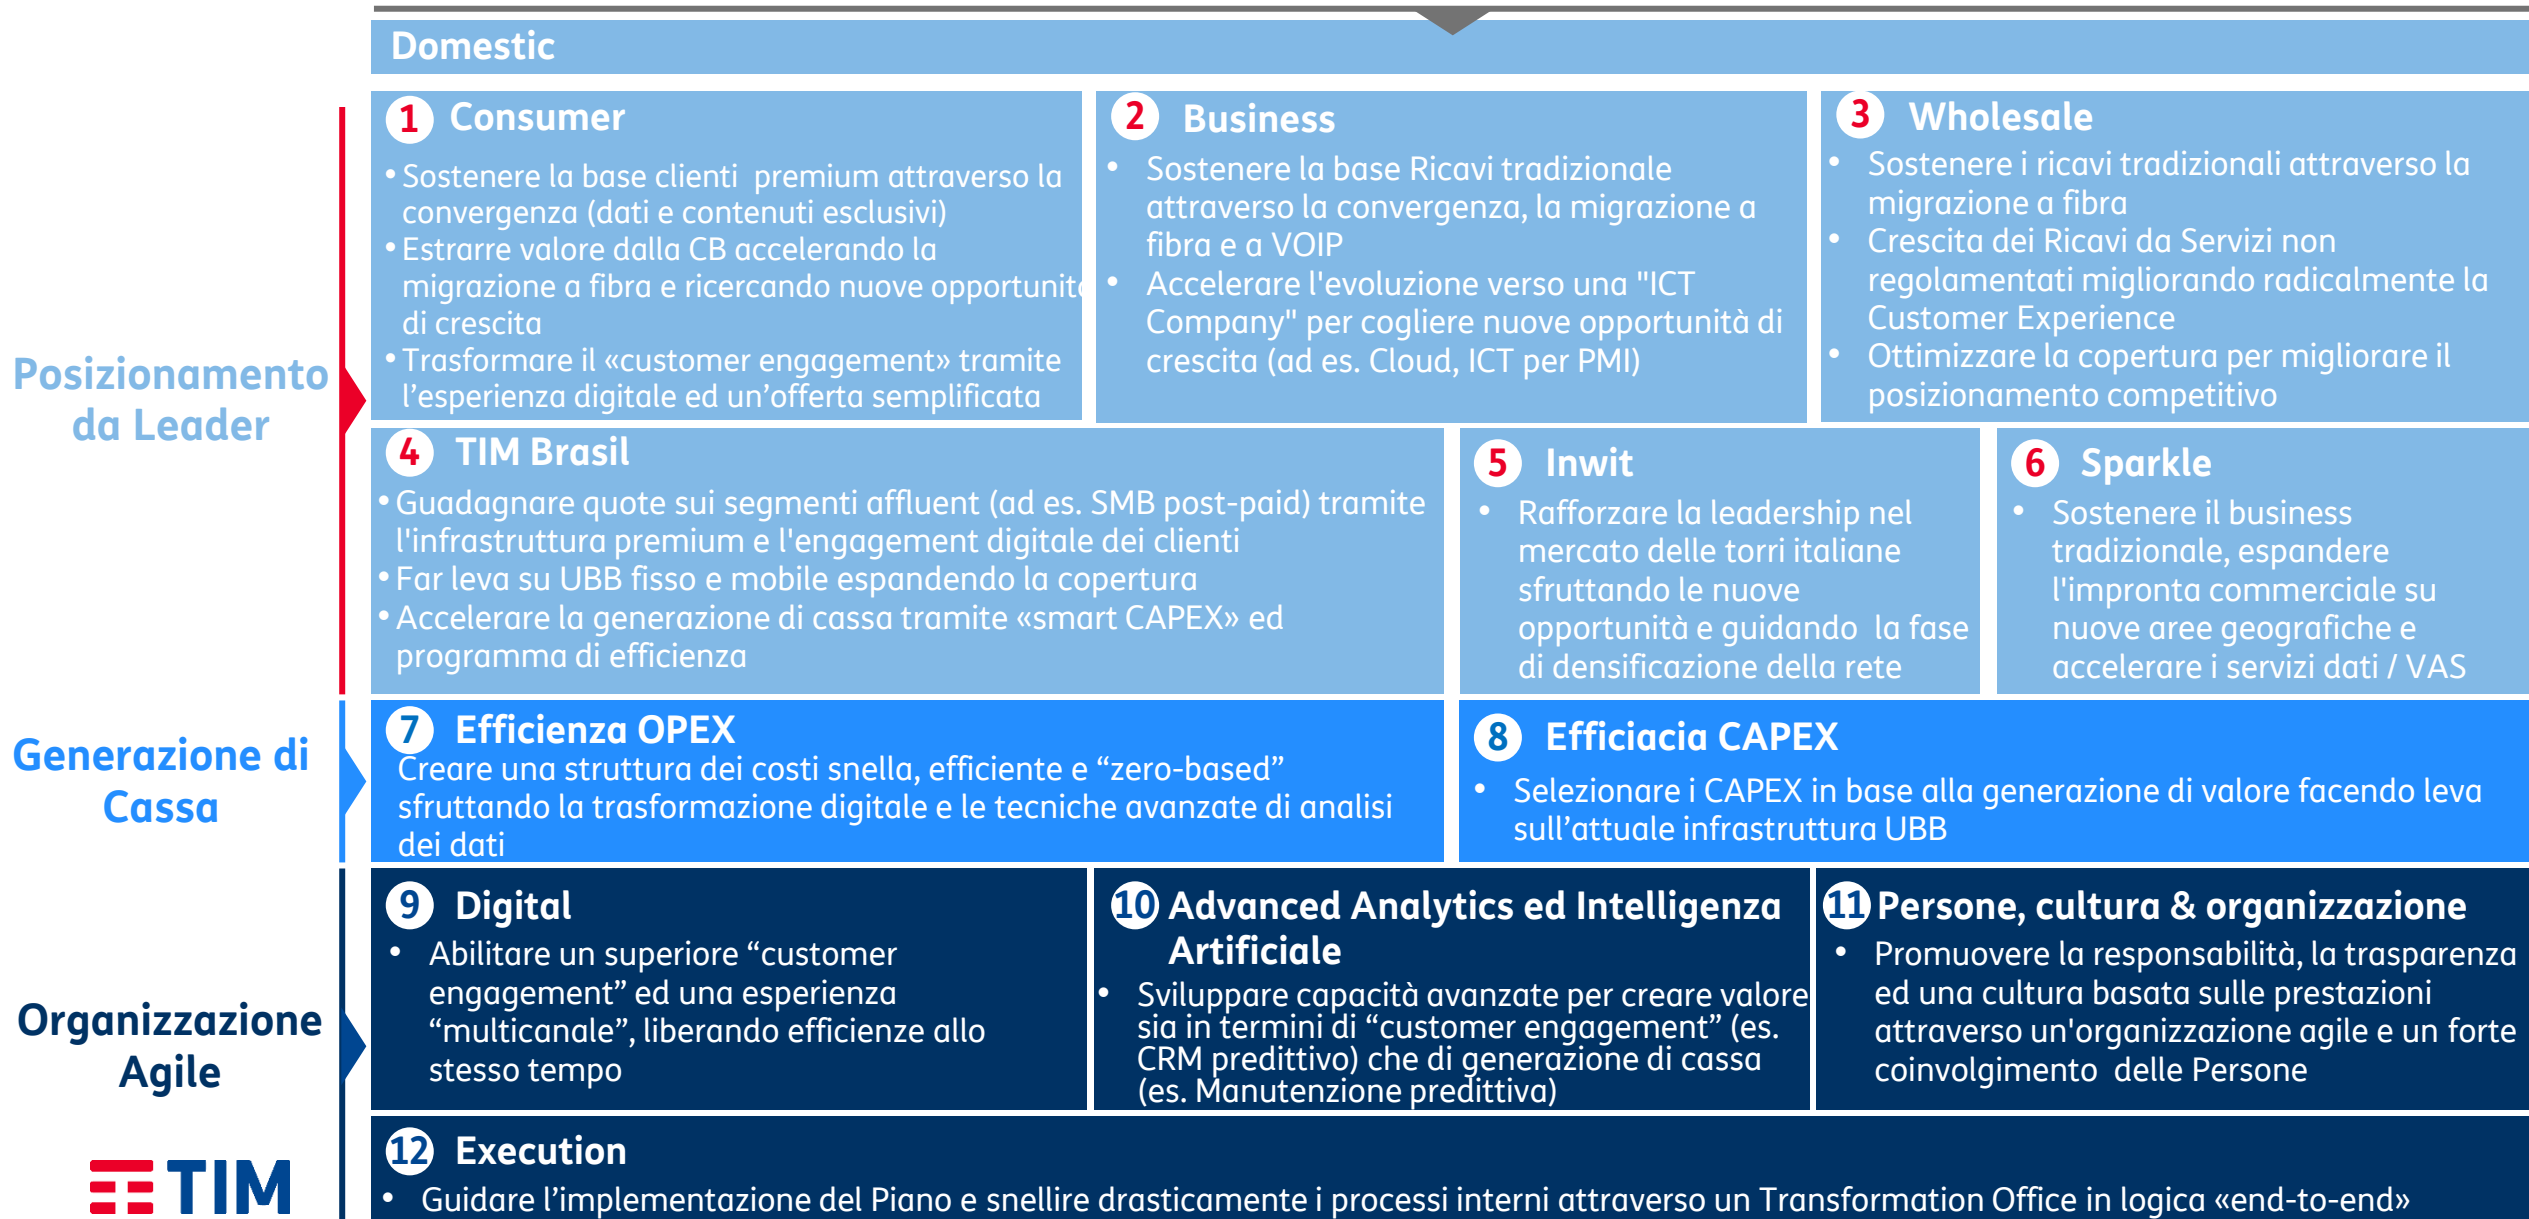 Domestic
Posizionamento
da Leader
1 Consumer
• Sostenere la base clienti premium attraverso la
convergenza (dati e contenuti esclusivi)
• Estrarre valore dalla CB accelerando la
migrazione a fibra e ricercando nuove opportunità
di crescita
• Trasformare il «customer engagement» tramite
l’esperienza digitale ed un’offerta semplificata
2 Business
• Sostenere la base Ricavi tradizionale
attraverso la convergenza, la migrazione a
fibra e a VOIP
• Accelerare l'evoluzione verso una "ICT
Company" per cogliere nuove opportunità di
crescita (ad es. Cloud, ICT per PMI)
3 Wholesale
• Sostenere i ricavi tradizionali attraverso la
migrazione a fibra
• Crescita dei Ricavi da Servizi non
regolamentati migliorando radicalmente la
Customer Experience
• Ottimizzare la copertura per migliorare il
posizionamento competitivo
4 TIM Brasil
• Guadagnare quote sui segmenti affluent (ad es. SMB post-paid) tramite
l'infrastruttura premium e l'engagement digitale dei clienti
• Far leva su UBB fisso e mobile espandendo la copertura
• Accelerare la generazione di cassa tramite «smart CAPEX» ed
programma di efficienza
5 Inwit
• Rafforzare la leadership nel
mercato delle torri italiane
sfruttando le nuove
opportunità e guidando la fase
di densificazione della rete
6 Sparkle
• Sostenere il business
tradizionale, espandere
l'impronta commerciale su
nuove aree geografiche e
accelerare i servizi dati / VAS
Generazione di
Cassa
7 Efficienza OPEX
Creare una struttura dei costi snella, efficiente e “zero-based”
sfruttando la trasformazione digitale e le tecniche avanzate di analisi
dei dati
8 Efficiacia CAPEX
• Selezionare i CAPEX in base alla generazione di valore facendo leva
sull’attuale infrastruttura UBB
Organizzazione
Agile
9 Digital
• Abilitare un superiore “customer
engagement” ed una esperienza
“multicanale”, liberando efficienze allo
stesso tempo
10 Advanced Analytics ed Intelligenza
Artificiale
• Sviluppare capacità avanzate per creare valore
sia in termini di “customer engagement” (es.
CRM predittivo) che di generazione di cassa
(es. Manutenzione predittiva)
11 Persone, cultura & organizzazione
• Promuovere la responsabilità, la trasparenza
ed una cultura basata sulle prestazioni
attraverso un'organizzazione agile e un forte
coinvolgimento delle Persone
12 Execution
• Guidare l’implementazione del Piano e snellire drasticamente i processi interni attraverso un Transformation Office in logica «end-to-end»
TIM